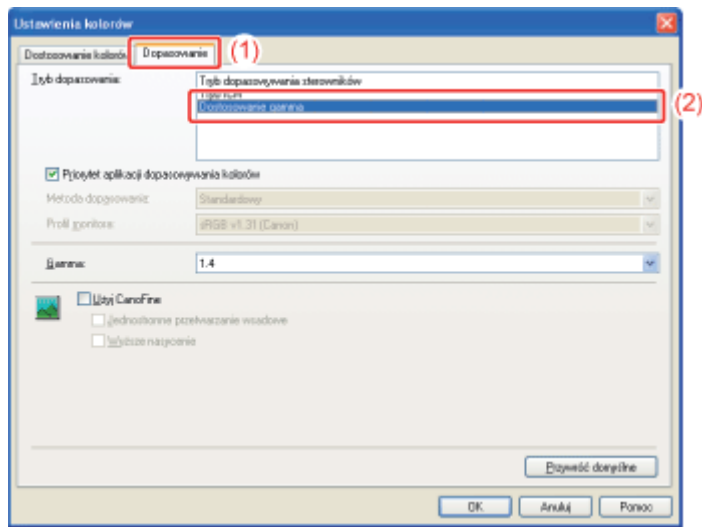 Ustawienia kolorów
Dostosowanie kolorów
Dopasowanie
(1)
Tryb dopasowania:
Tryb dopasowywania sterowników
Tryb ICM
Dostosowanie gamma
(2)
Priorytet aplikacji dopasowywania kolorów
Metoda dopasowania:
Standardowy
Profil monitora:
sRGB v1.31 (Canon)
Gamma:
1.4
Użyj CanoFine
Jednostronne przetwarzanie wsadowe
Wyższe nasycenie
Przywróć domyślne
OK
Anuluj
Pomoc